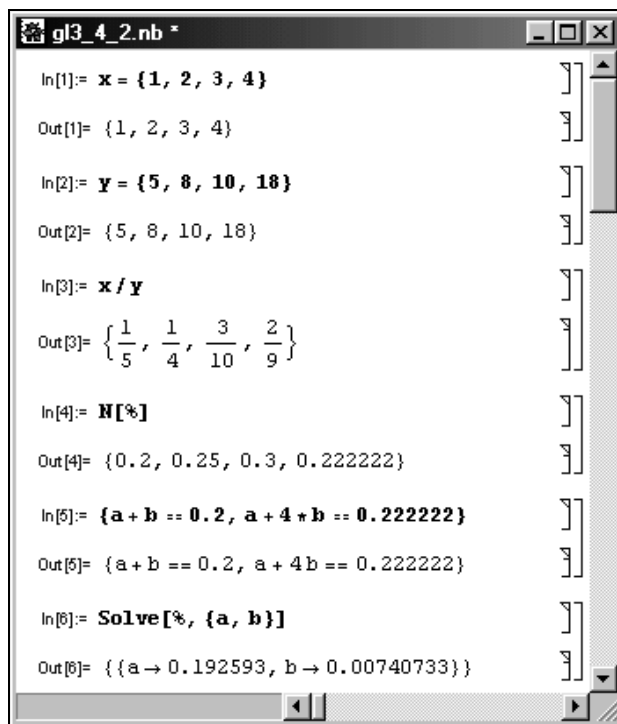 gl3_4_2.nb *
In[1]:= x = {1, 2, 3, 4}
Out[1]= {1, 2, 3, 4}
In[2]:= y = {5, 8, 10, 18}
Out[2]= {5, 8, 10, 18}
In[3]:= x / y
Out[3]= {1/5, 1/4, 3/10, 2/9}
In[4]:= N[%]
Out[4]= {0.2, 0.25, 0.3, 0.222222}
In[5]:= {a + b == 0.2, a + 4 * b == 0.222222}
Out[5]= {a + b == 0.2, a + 4 b == 0.222222}
In[6]:= Solve[%, {a, b}]
Out[6]= {{a → 0.192593, b → 0.00740733}}